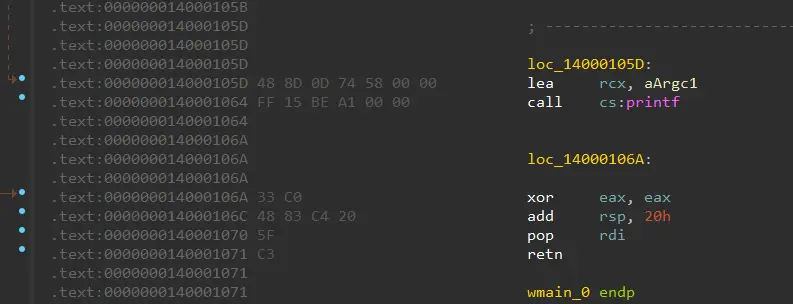 .text:000000014000105B
.text:000000014000105D ; ----------------------------
.text:000000014000105D
.text:000000014000105D loc_14000105D:
.text:000000014000105D 48 8D 0D 74 58 00 00 lea rcx, aArgc1
.text:0000000140001064 FF 15 BE A1 00 00 call cs:printf
.text:0000000140001064
.text:000000014000106A
.text:000000014000106A loc_14000106A:
.text:000000014000106A
.text:000000014000106A 33 C0 xor eax, eax
.text:000000014000106C 48 83 C4 20 add rsp, 20h
.text:0000000140001070 5F pop rdi
.text:0000000140001071 C3 retn
.text:0000000140001071
.text:0000000140001071 wmain_0 endp